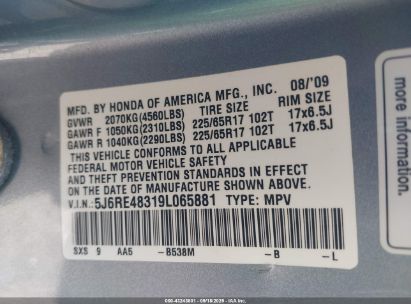 MFD. BY HONDA OF AMERICA MFG., INC. 08/'09
GVWR 2070KG(4560LBS) TIRE SIZE RIM SIZE
GAWR F 1050KG(2310LBS) 225/65R17 102T 17x6.5J
GAWR R 1040KG(2290LBS) 225/65R17 102T 17x6.5J
THIS VEHICLE CONFORMS TO ALL APPLICABLE
FEDERAL MOTOR VEHICLE SAFETY
AND THEFT PREVENTION STANDARDS IN EFFECT
ON THE DATE OF MANUFACTURE SHOWN ABOVE.
V.I.N.: 5J6RE48319L065881 TYPE: MPV
SXS 9 AA5 - B538M -B -L
The
info